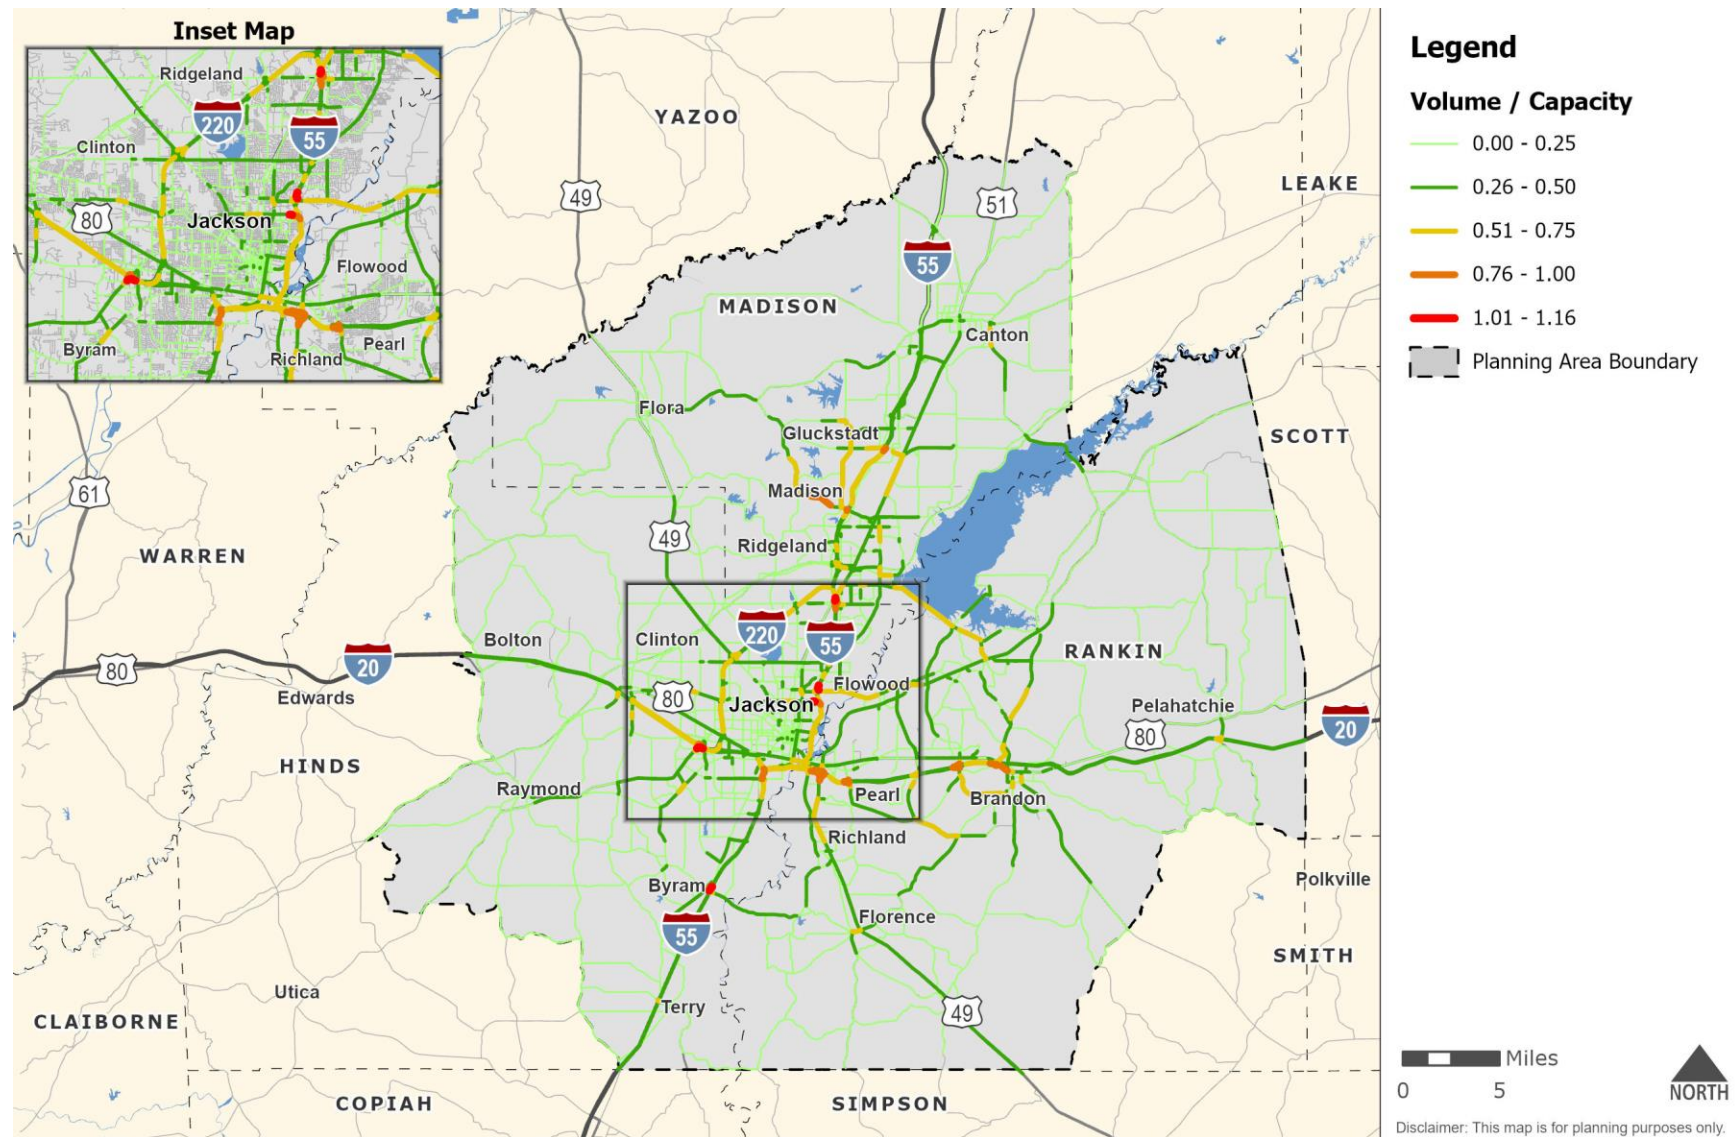 Inset Map
Ridgeland
220
55
Clinton
80
Jackson
Flowood
Byram
Richland
Pearl
YAZOO
49
LEAKE
51
55
MADISON
Canton
Flora
Gluckstadt
SCOTT
61
Madison
49
Ridgeland
WARREN
220
55
Bolton
Clinton
RANKIN
20
80
Edwards
80
Flowood
Jackson
Pelahatchie
80
20
HINDS
Raymond
Pearl
Brandon
Richland
Byram
Polkville
55
Florence
SMITH
Utica
Terry
49
CLAIBORNE
COPIAH
SIMPSON
Legend
Volume / Capacity
0.00 - 0.25
0.26 - 0.50
0.51 - 0.75
0.76 - 1.00
1.01 - 1.16
Planning Area Boundary
Miles
0 5
NORTH
Disclaimer: This map is for planning purposes only.